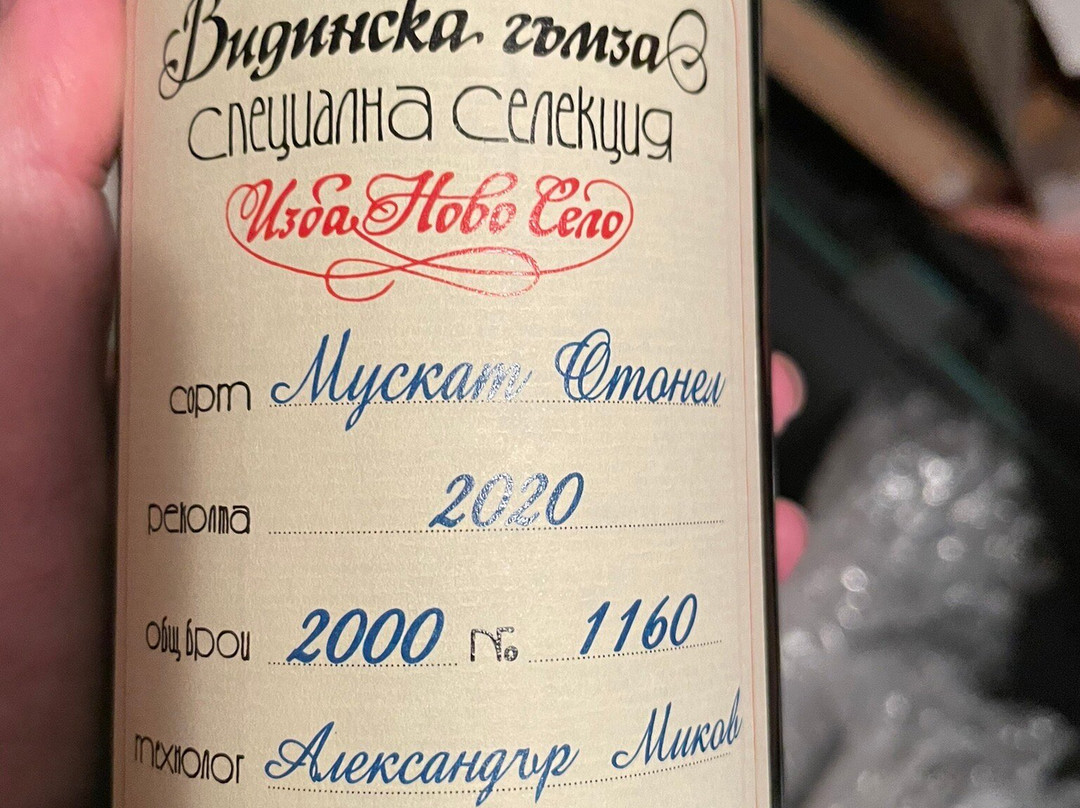 Видинска гъмза
специална селекция
Изба Ново Село
сорт Мускат Отонел
реколта 2020
общ брой 2000 № 1160
технолог Александър Миков